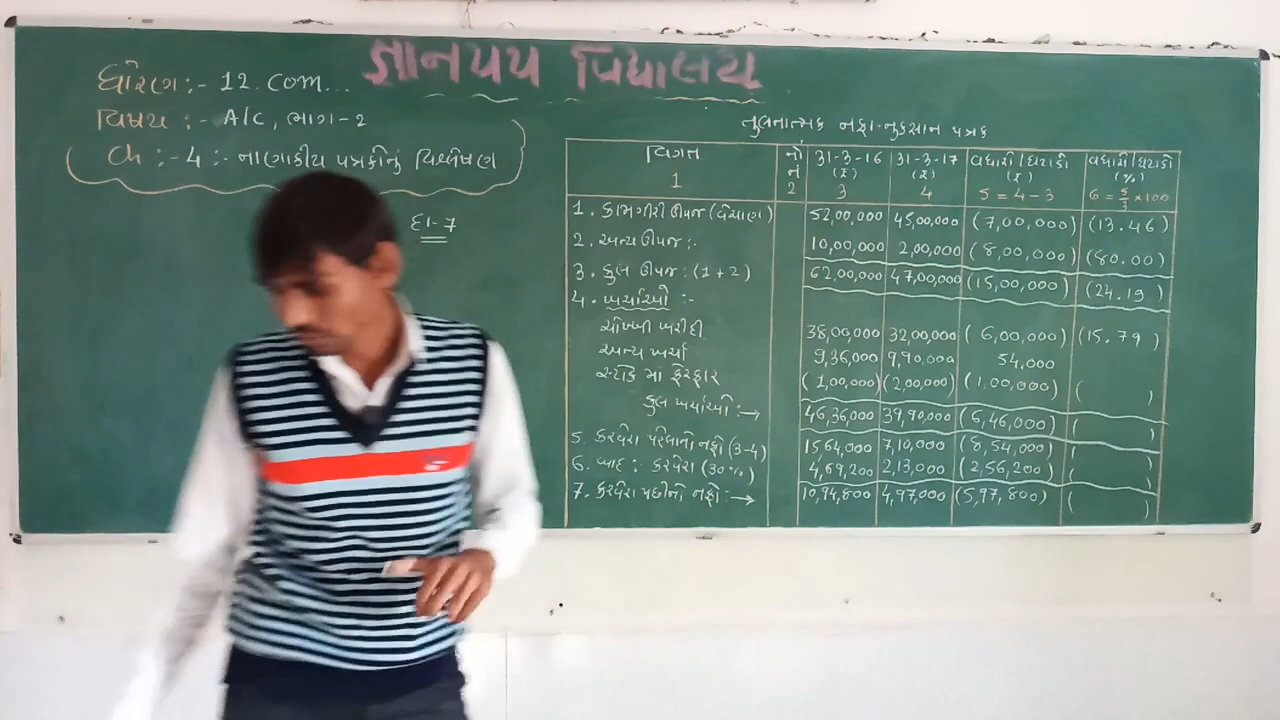 જ્ઞાનપથ વિદ્યાલય
ધોરણ :- 12. COM...
વિષય :- A/C, ભાગ-2
Ch :- 4 :- નાણાકીય પત્રકોનું વિશ્લેષણ
દા-7
તુલનાત્મક નફા-નુકસાન પત્રક
વિગત નોં 31-3-16 31-3-17 વધારો/ઘટાડો વધારો/ઘટાડો
નં (₹) (₹) (₹) (%)
1 2 3 4 5 = 4-3 6 = 5/3 × 100
1. કામગીરી ઊપજ (વેચાણ) 52,00,000 45,00,000 (7,00,000) (13.46)
2. અન્ય ઊપજ :- 10,00,000 2,00,000 (8,00,000) (80.00)
3. કુલ ઊપજ : (1+2) 62,00,000 47,00,000 (15,00,000) (24.19)
4. ખર્ચાઓ :-
ચોખ્ખી ખરીદી 38,00,000 32,00,000 (6,00,000) (15.79)
અન્ય ખર્ચા 9,36,000 9,90,000 54,000
સ્ટોક માં ફેરફાર (1,00,000) (2,00,000) (1,00,000) ( )
કુલ ખર્ચાઓ :→ 46,36,000 39,90,000 (6,46,000) ( )
5. કરવેરા પહેલાનો નફો (3-4) 1564,000 7,10,000 (8,54,000) ( )
6. બાદ :- કરવેરા (30%) 4,69,200 2,13,000 (2,56,200) ( )
7. કરવેરા પછીનો નફો :→ 10,94,800 4,97,000 (5,97,800) ( )